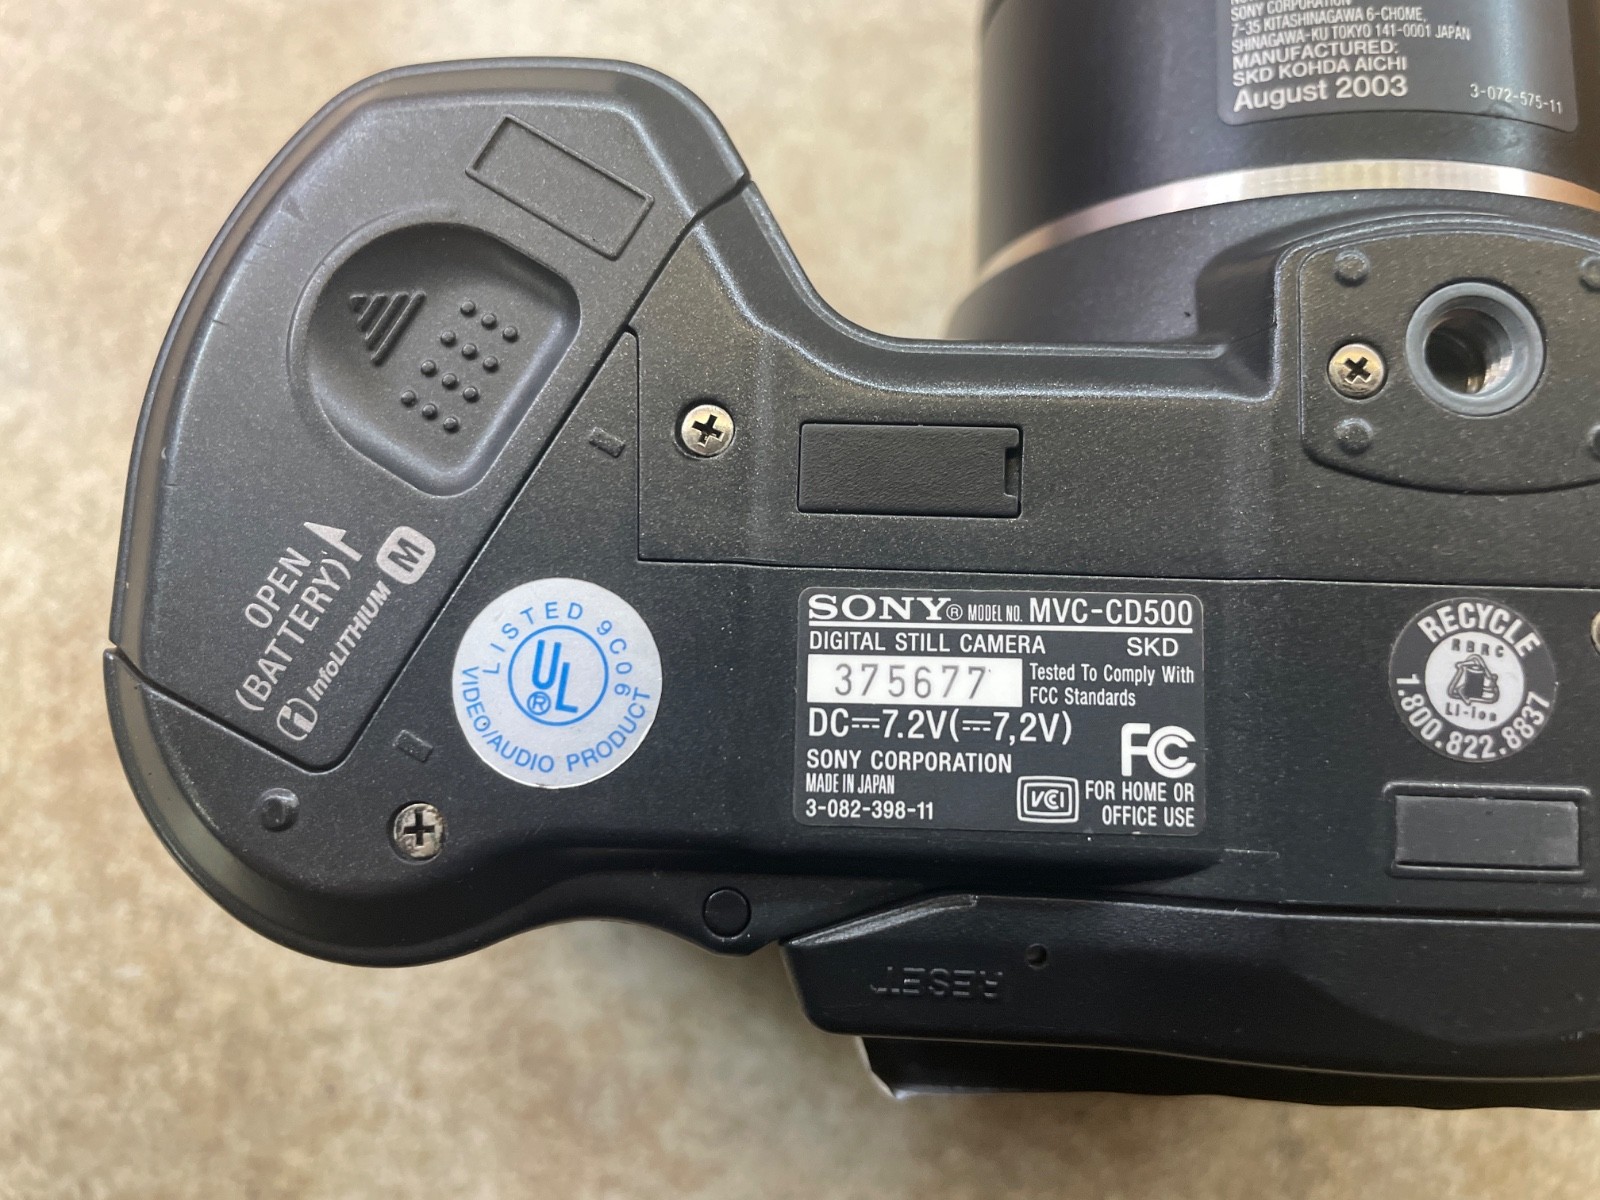 SONY CORPORATION
7-35 KITASHINAGAWA 6-CHOME,
SHINAGAWA-KU TOKYO 141-0001 JAPAN
MANUFACTURED:
SKD KOHDA AICHI
August 2003
3-072-575-11
OPEN
(BATTERY)
InfoLITHIUM M
LISTED 9C09
UL®
VIDEO/AUDIO PRODUCT
SONY® MODEL NO. MVC-CD500
DIGITAL STILL CAMERA SKD
375677 Tested To Comply With
FCC Standards
DC⎓7.2V(⎓7,2V)
SONY CORPORATION
MADE IN JAPAN
3-082-398-11
FC
VCI
FOR HOME OR
OFFICE USE
RECYCLE
RBRC
Li-ion
1.800.822.8837
RESET